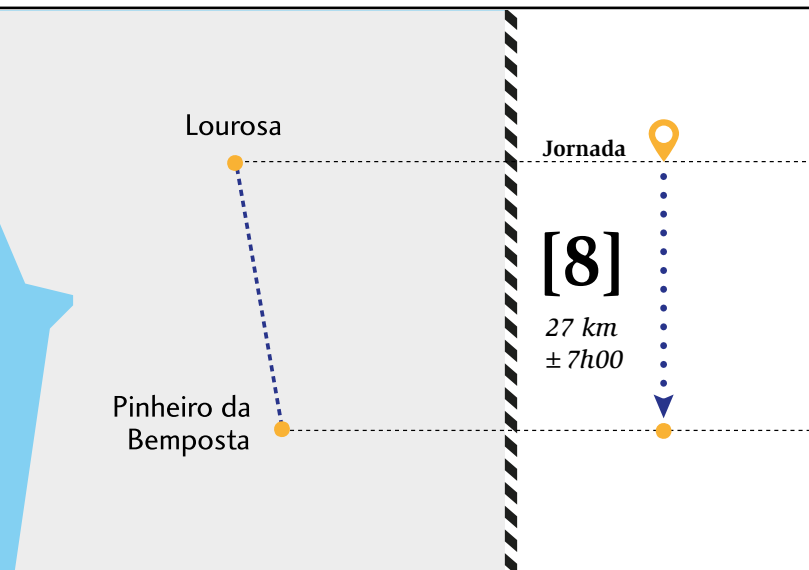 Lourosa
Jornada
[8]
27 km
± 7h00
Pinheiro da
Bemposta